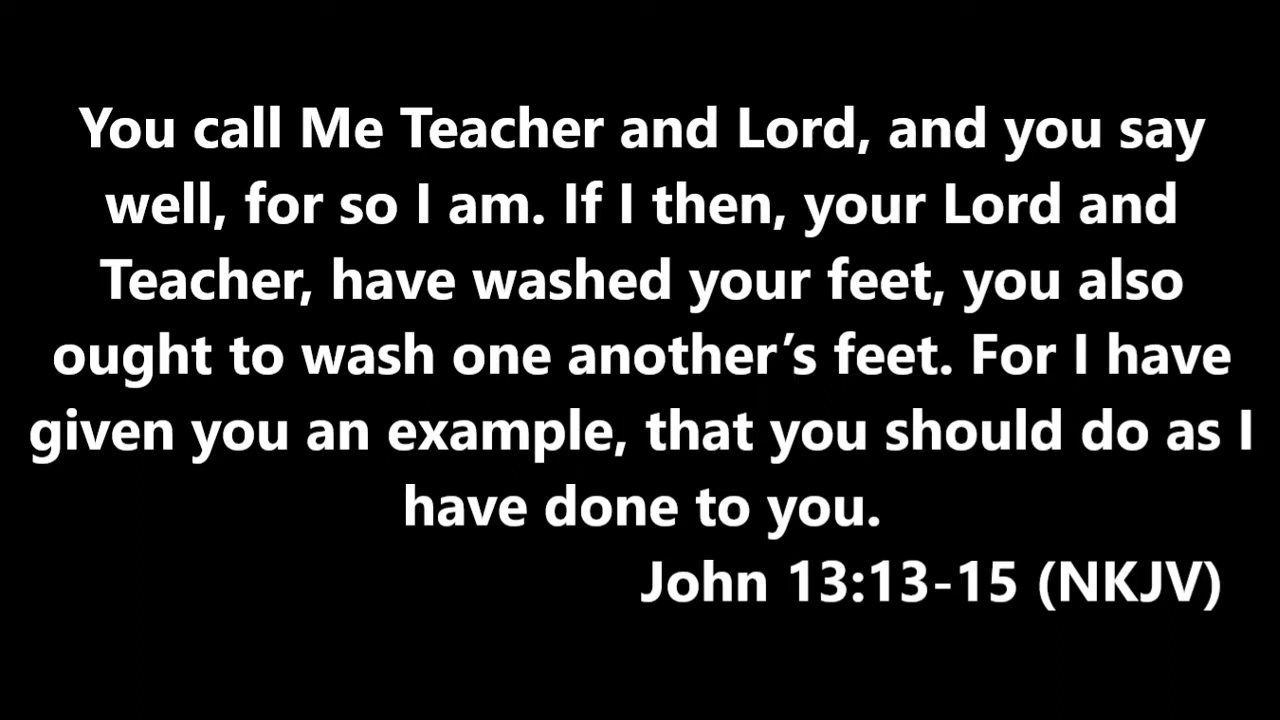 You call Me Teacher and Lord, and you say
well, for so I am. If I then, your Lord and
Teacher, have washed your feet, you also
ought to wash one another’s feet. For I have
given you an example, that you should do as I
have done to you.
John 13:13-15 (NKJV)